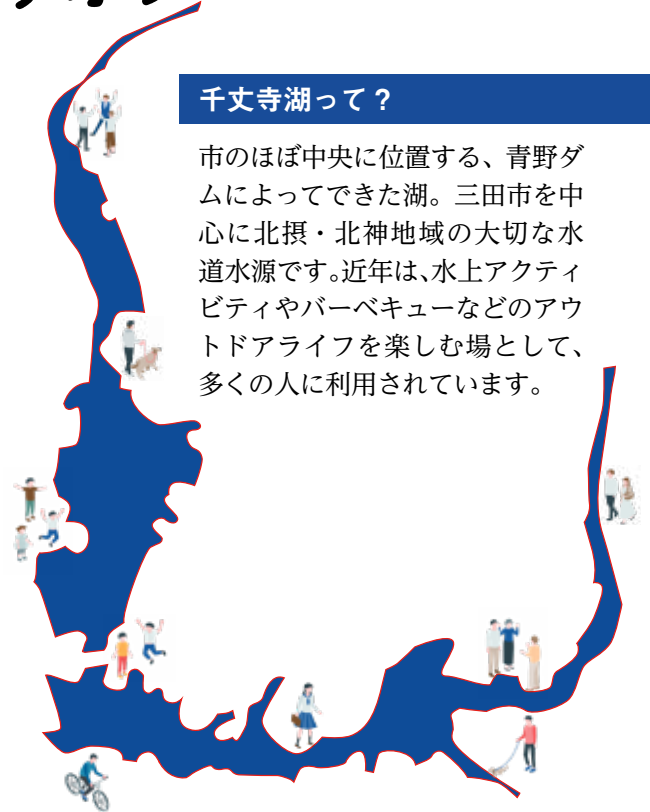 千丈寺湖って？
市のほぼ中央に位置する、青野ダ
ムによってできた湖。三田市を中
心に北摂・北神地域の大切な水
道水源です。近年は、水上アクティ
ビティやバーベキューなどのアウ
トドアライフを楽しむ場として、
多くの人に利用されています。